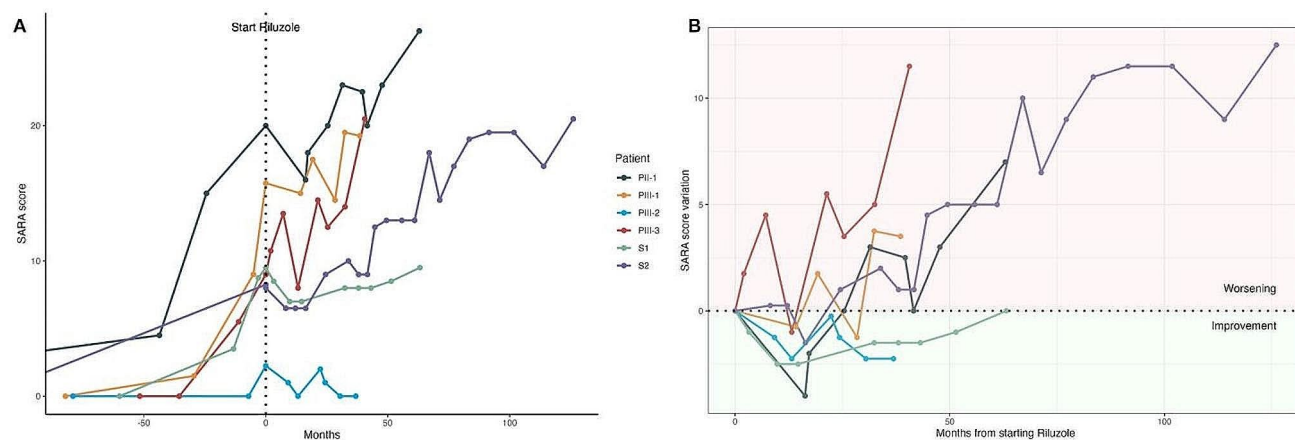 A
Start Riluzole
SARA score
20
10
0
-50
0
50
100
Months
Patient
PII-1
PIII-1
PIII-2
PIII-3
S1
S2
B
SARA score variation
10
5
0
Worsening
Improvement
0
50
100
Months from starting Riluzole